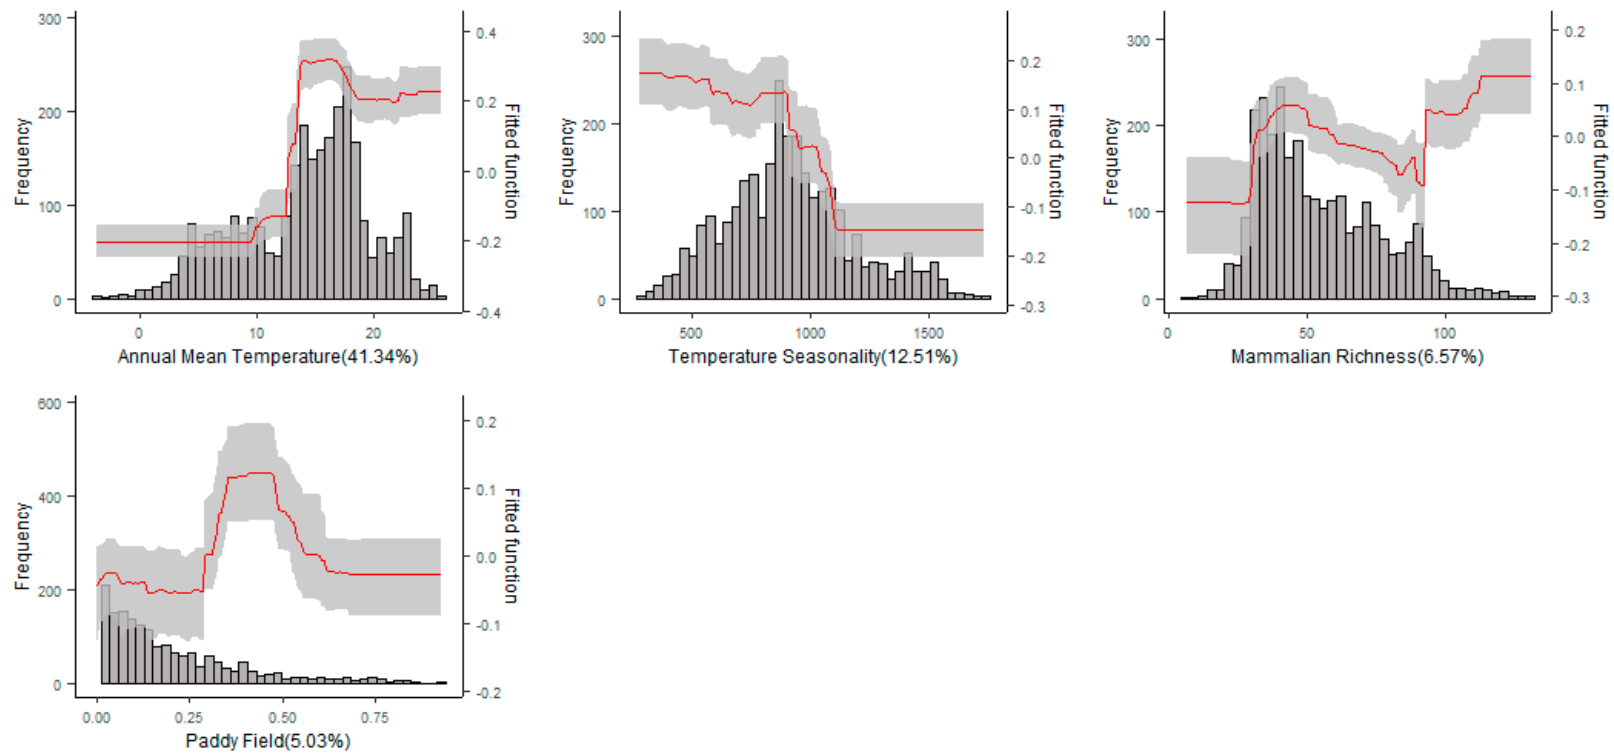 300
200
100
0
Frequency
0.4
0.2
0.0
-0.2
-0.4
Fitted function
0 10 20
Annual Mean Temperature(41.34%)
300
200
100
0
Frequency
0.2
0.1
0.0
-0.1
-0.2
-0.3
Fitted function
500 1000 1500
Temperature Seasonality(12.51%)
300
200
100
0
Frequency
0.2
0.1
0.0
-0.1
-0.2
-0.3
Fitted function
0 50 100
Mammalian Richness(6.57%)
600
400
200
0
Frequency
0.2
0.1
0.0
-0.1
-0.2
Fitted function
0.00 0.25 0.50 0.75
Paddy Field(5.03%)